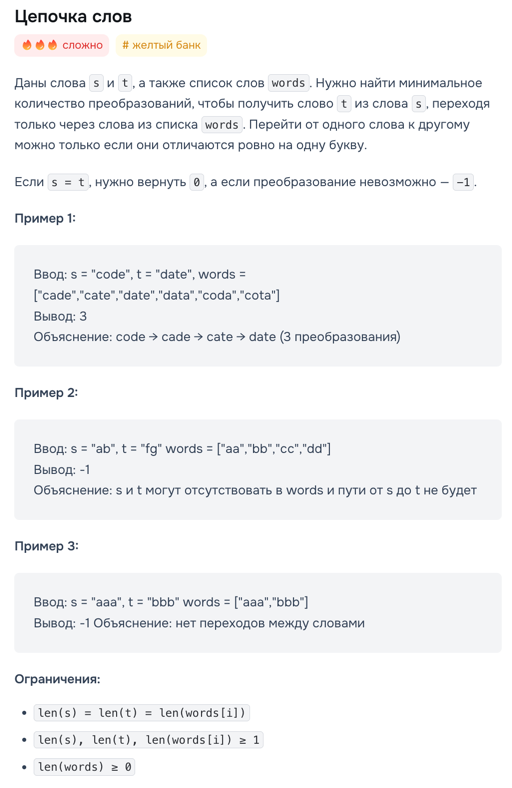 Цепочка слов
🔥🔥🔥 сложно # желтый банк
Даны слова s и t, а также список слов words. Нужно найти минимальное
количество преобразований, чтобы получить слово t из слова s, переходя
только через слова из списка words. Перейти от одного слова к другому
можно только если они отличаются ровно на одну букву.
Если s = t, нужно вернуть 0, а если преобразование невозможно — -1.
Пример 1:
Ввод: s = "code", t = "date", words =
["cade","cate","date","data","coda","cota"]
Вывод: 3
Объяснение: code → cade → cate → date (3 преобразования)
Пример 2:
Ввод: s = "ab", t = "fg" words = ["aa","bb","cc","dd"]
Вывод: -1
Объяснение: s и t могут отсутствовать в words и пути от s до t не будет
Пример 3:
Ввод: s = "aaa", t = "bbb" words = ["aaa","bbb"]
Вывод: -1 Объяснение: нет переходов между словами
Ограничения:
• len(s) = len(t) = len(words[i])
• len(s), len(t), len(words[i]) ≥ 1
• len(words) ≥ 0